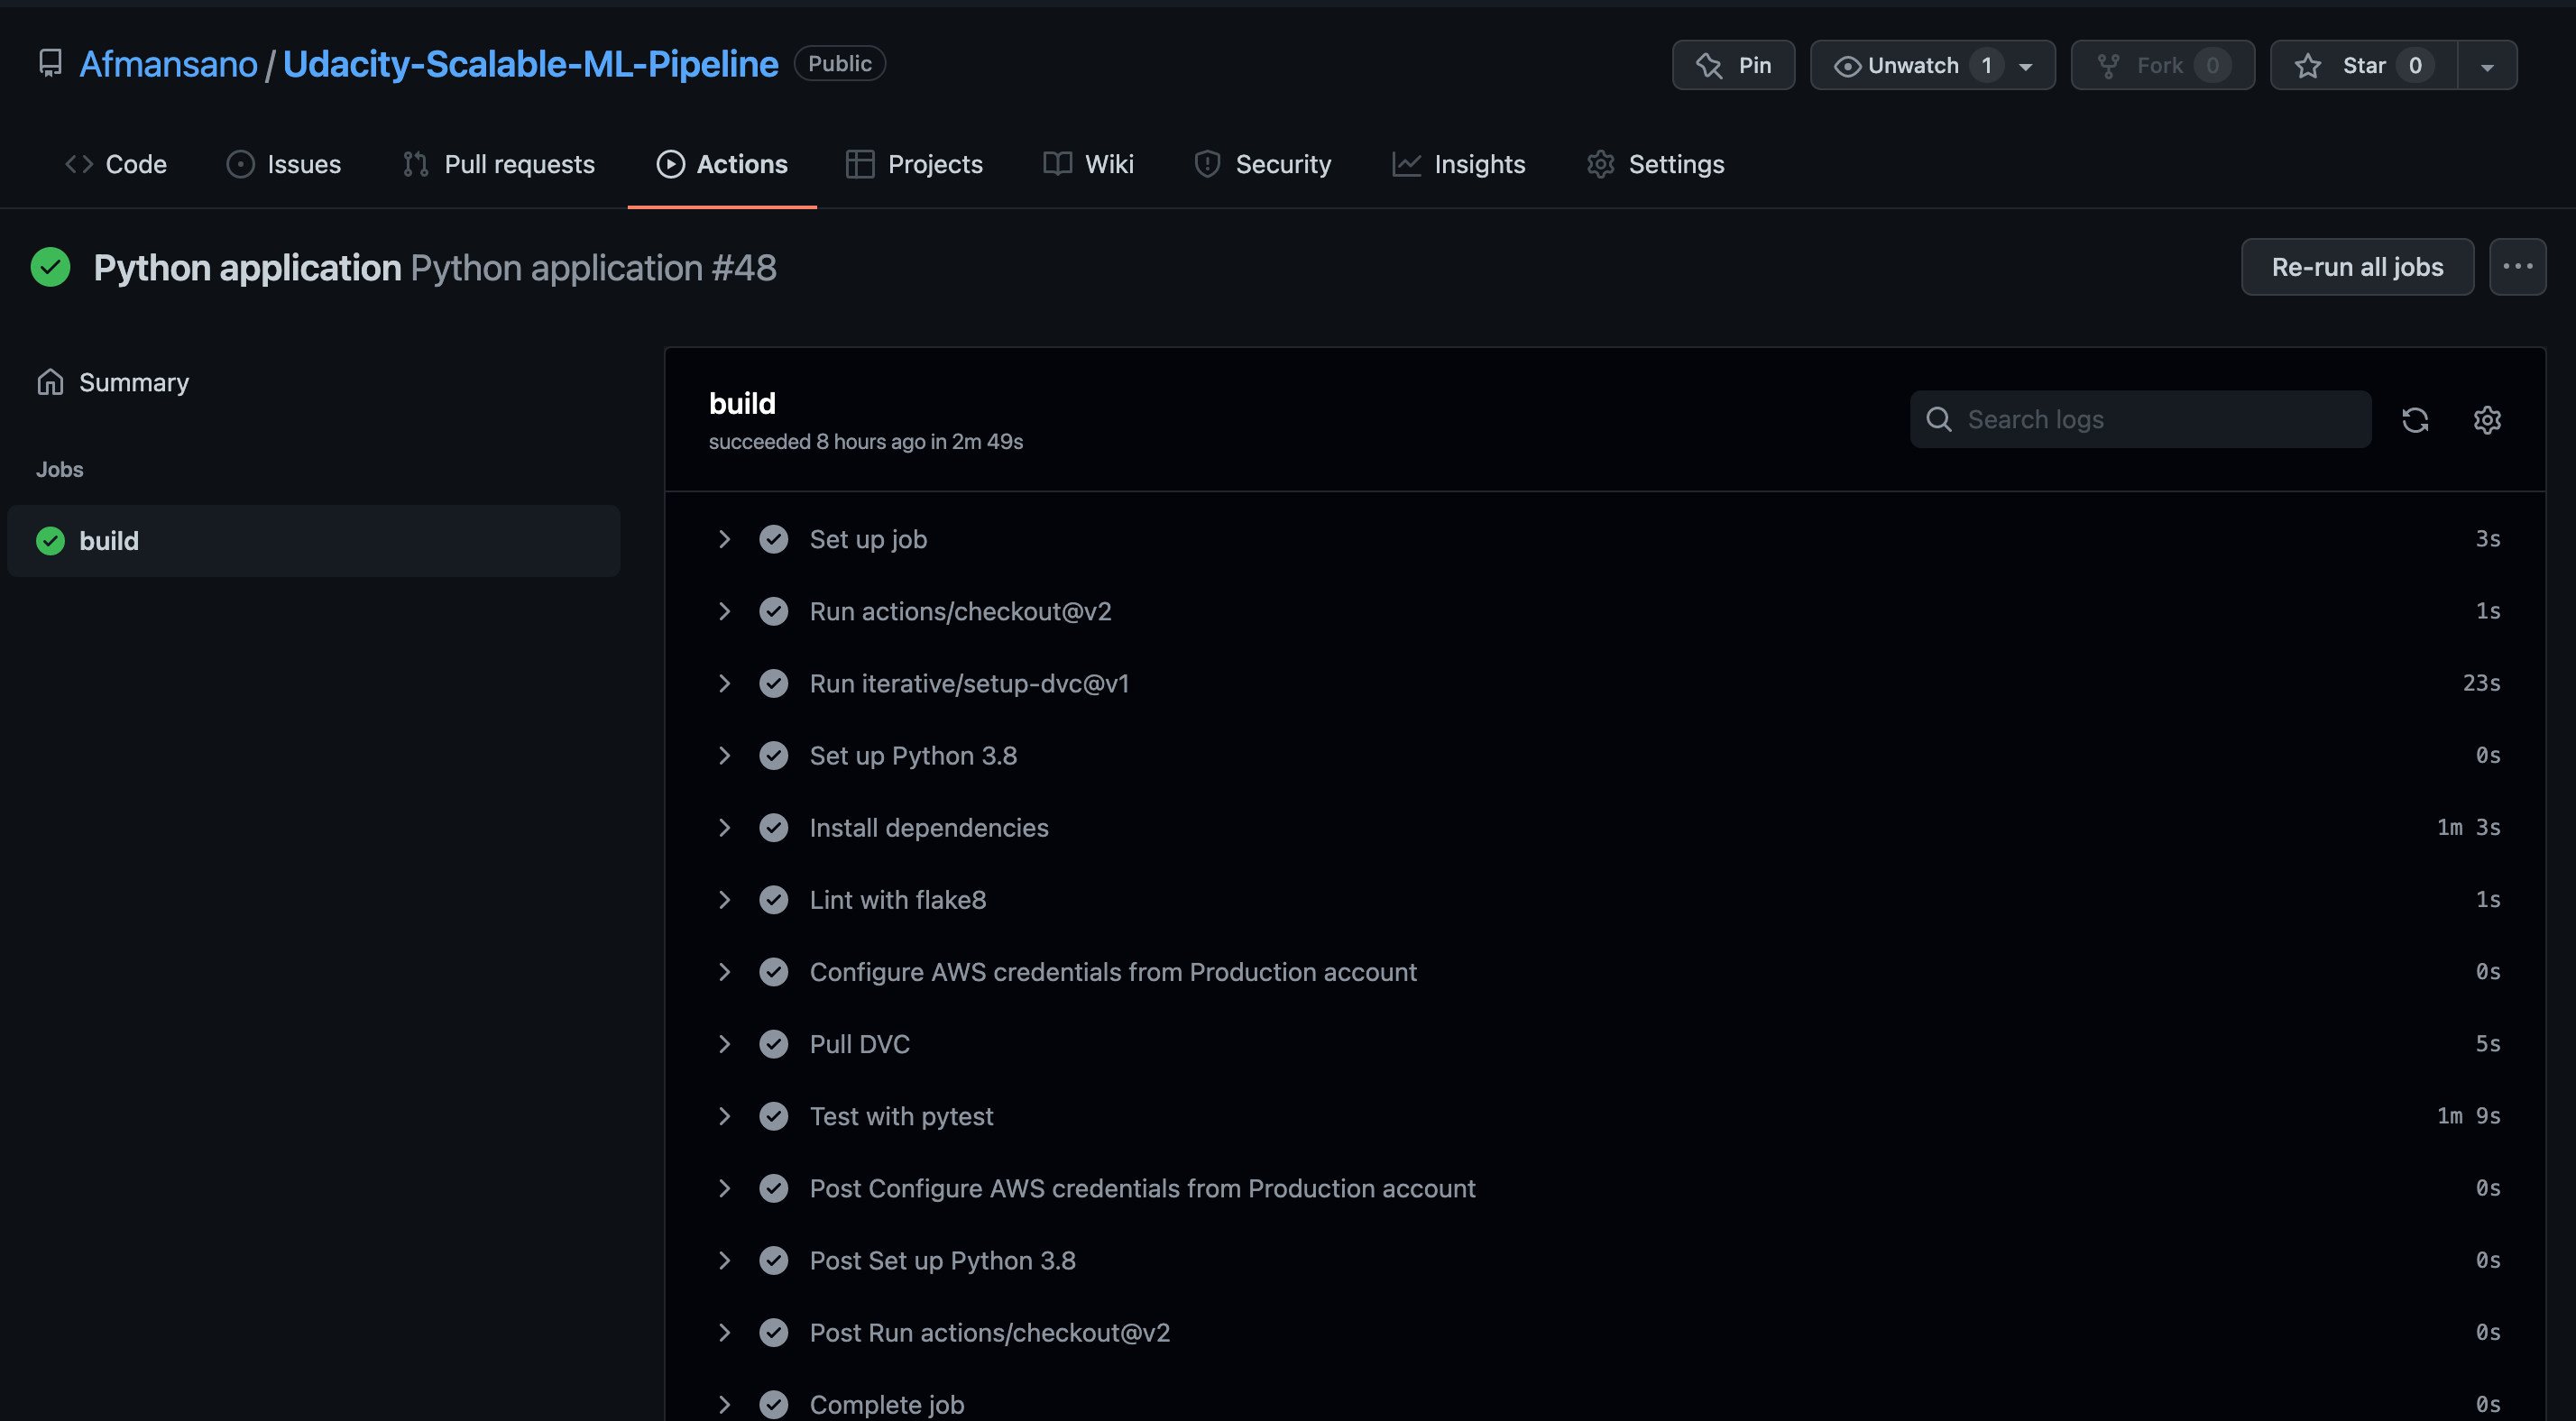 Afmansano / Udacity-Scalable-ML-Pipeline Public
Pin Unwatch 1 Fork 0 Star 0
Code Issues Pull requests Actions Projects Wiki Security Insights Settings
Python application Python application #48
Re-run all jobs ...
Summary
Jobs
build
build
succeeded 8 hours ago in 2m 49s
Search logs
Set up job 3s
Run actions/checkout@v2 1s
Run iterative/setup-dvc@v1 23s
Set up Python 3.8 0s
Install dependencies 1m 3s
Lint with flake8 1s
Configure AWS credentials from Production account 0s
Pull DVC 5s
Test with pytest 1m 9s
Post Configure AWS credentials from Production account 0s
Post Set up Python 3.8 0s
Post Run actions/checkout@v2 0s
Complete job 0s